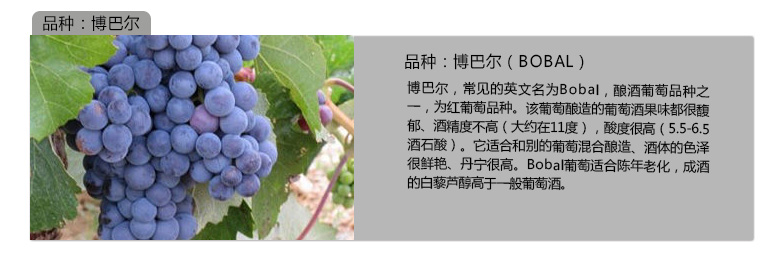 品种：博巴尔
品种：博巴尔（BOBAL）
博巴尔，常见的英文名为Bobal，酿酒葡萄品种之
一，为红葡萄品种。该葡萄酿造的葡萄酒果味都很馥
郁、酒精度不高（大约在11度），酸度很高（5.5-6.5
酒石酸）。它适合和别的葡萄混合酿造、酒体的色泽
很鲜艳、丹宁很高。Bobal葡萄适合陈年老化，成酒
的白藜芦醇高于一般葡萄酒。